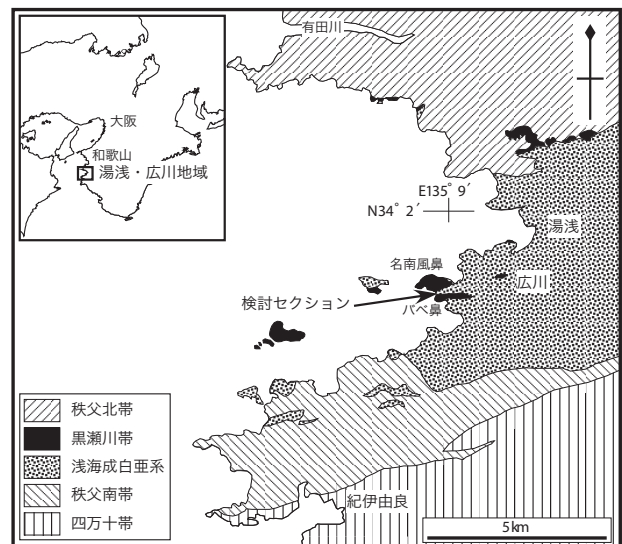 有田川
大阪
和歌山
湯浅・広川地域
E135°9′
N34°2′
湯浅
名南風鼻
広川
検討セクション
バベ鼻
秩父北帯
黒瀬川帯
浅海成白亜系
秩父南帯
四万十帯
紀伊由良
5km